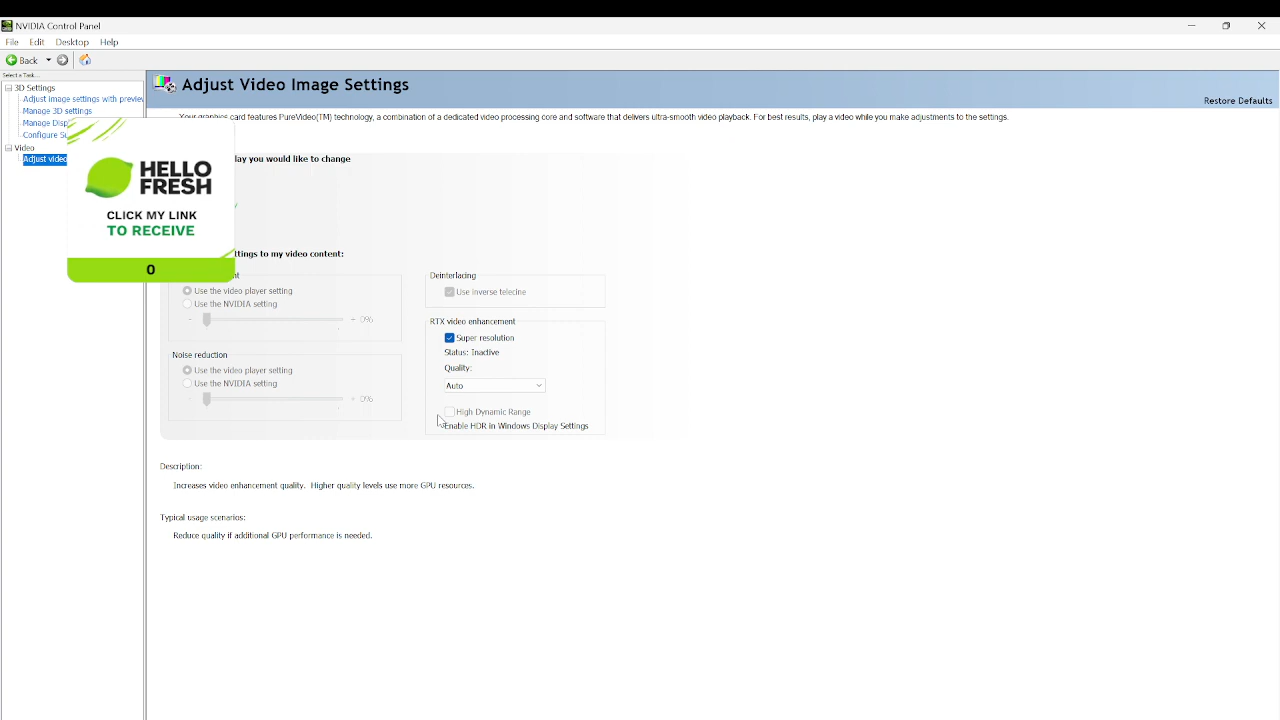 NVIDIA Control Panel
File Edit Desktop Help
Back
Select a Task...
3D Settings
Adjust image settings with preview
Manage 3D settings
Manage
Configure
Video
Adjust video
Adjust Video Image Settings
Restore Defaults
Your graphics card features PureVideo(TM) technology, a combination of a dedicated video processing core and software that delivers ultra-smooth video playback. For best results, play a video while you make adjustments to the settings.
HELLO
FRESH
CLICK MY LINK
TO RECEIVE
0
lay you would like to change
ttings to my video content:
Use the video player setting
Use the NVIDIA setting
- + 0%
Noise reduction
Use the video player setting
Use the NVIDIA setting
- + 0%
Deinterlacing
Use inverse telecine
RTX video enhancement
Super resolution
Status: Inactive
Quality:
Auto
High Dynamic Range
Enable HDR in Windows Display Settings
Description:
Increases video enhancement quality. Higher quality levels use more GPU resources.
Typical usage scenarios:
Reduce quality if additional GPU performance is needed.